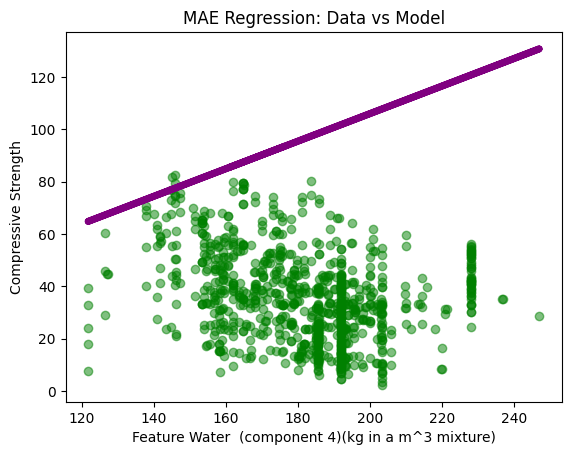 MAE Regression: Data vs Model
Compressive Strength
120
100
80
60
40
20
0
120 140 160 180 200 220 240
Feature Water  (component 4)(kg in a m^3 mixture)